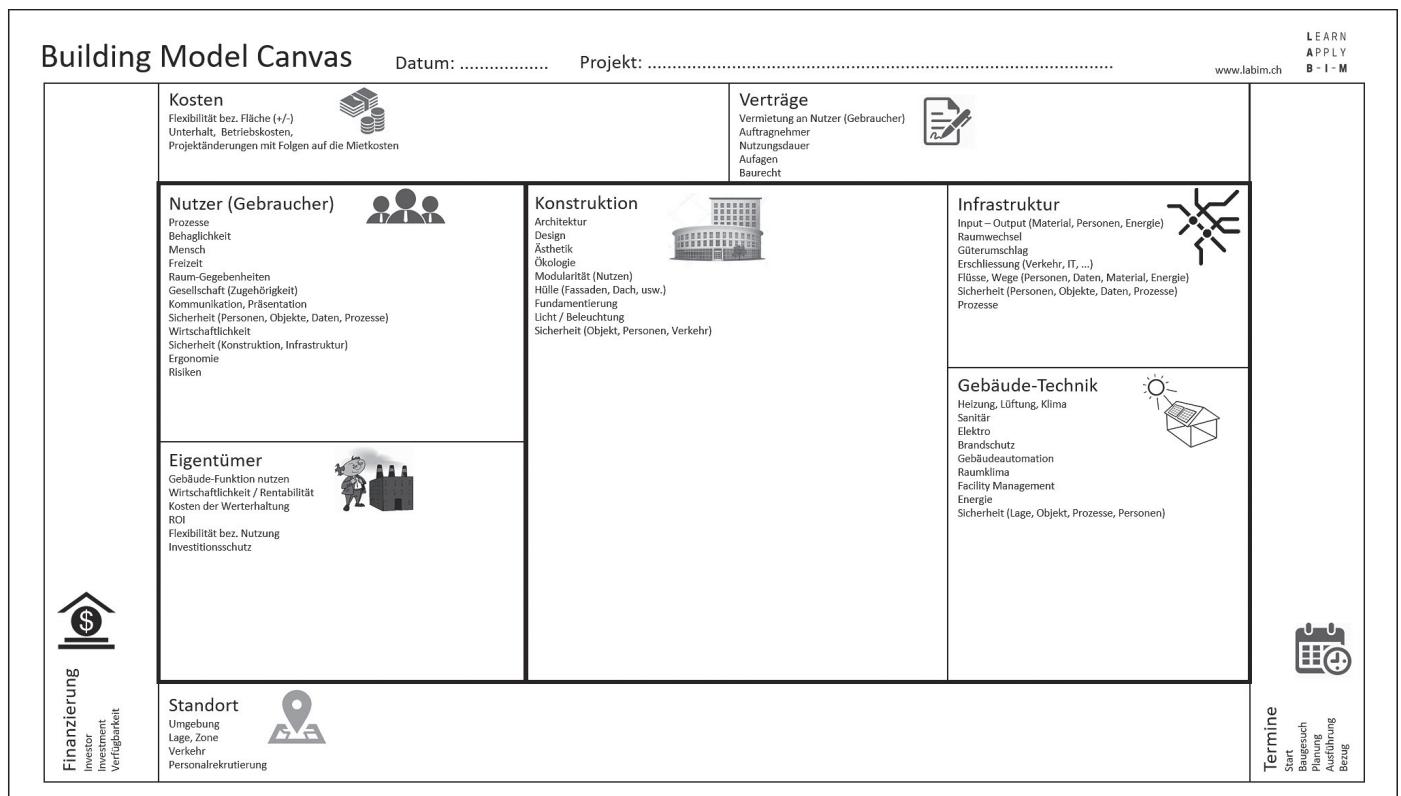 Building Model Canvas
Datum: ..................
Projekt: ...............................................................................................
www.labim.ch
LEARN
APPLY
B-I-M
Kosten
Flexibilität bez. Fläche (+/-)
Unterhalt, Betriebskosten,
Projektänderungen mit Folgen auf die Mietkosten
Verträge
Vermietung an Nutzer (Gebraucher)
Auftragnehmer
Nutzungsdauer
Aufagen
Baurecht
Nutzer (Gebraucher)
Prozesse
Behaglichkeit
Mensch
Freizeit
Raum-Gegebenheiten
Gesellschaft (Zugehörigkeit)
Kommunikation, Präsentation
Sicherheit (Personen, Objekte, Daten, Prozesse)
Wirtschaftlichkeit
Sicherheit (Konstruktion, Infrastruktur)
Ergonomie
Risiken
Konstruktion
Architektur
Design
Ästhetik
Ökologie
Modularität (Nutzen)
Hülle (Fassaden, Dach, usw.)
Fundamentierung
Licht / Beleuchtung
Sicherheit (Objekt, Personen, Verkehr)
Infrastruktur
Input – Output (Material, Personen, Energie)
Raumwechsel
Güterumschlag
Erschliessung (Verkehr, IT, ...)
Flüsse, Wege (Personen, Daten, Material, Energie)
Sicherheit (Personen, Objekte, Daten, Prozesse)
Prozesse
Gebäude-Technik
Heizung, Lüftung, Klima
Sanitär
Elektro
Brandschutz
Gebäudeautomation
Raumklima
Facility Management
Energie
Sicherheit (Lage, Objekt, Prozesse, Personen)
Eigentümer
Gebäude-Funktion nutzen
Wirtschaftlichkeit / Rentabilität
Kosten der Werterhaltung
ROI
Flexibilität bez. Nutzung
Investitionsschutz
$
Finanzierung
Investor
Investment
Verfügbarkeit
Standort
Umgebung
Lage, Zone
Verkehr
Personalrekrutierung
Termine
Start
Baugesuch
Planung
Ausführung
Bezug